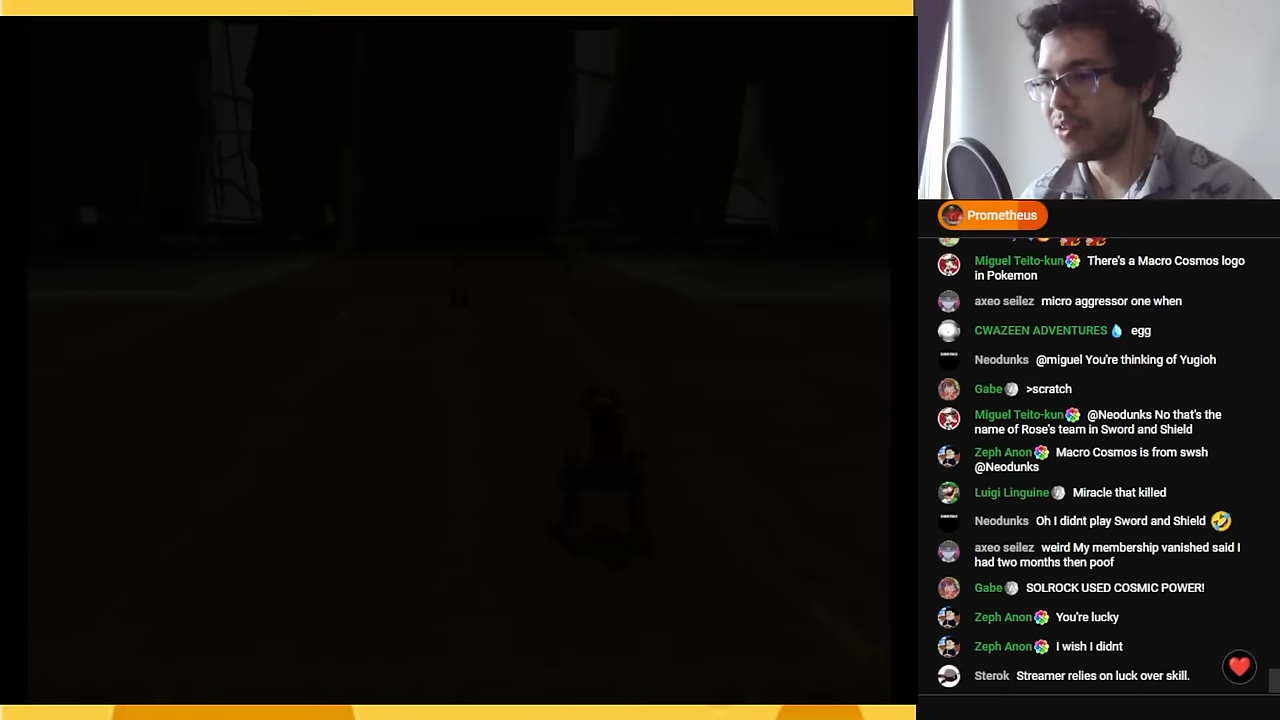 Prometheus
Miguel Teito-kun There's a Macro Cosmos logo
in Pokemon
axeo seilez micro aggressor one when
CWAZEEN ADVENTURES egg
Neodunks @miguel You're thinking of Yugioh
Gabe >scratch
Miguel Teito-kun @Neodunks No that's the
name of Rose's team in Sword and Shield
Zeph Anon Macro Cosmos is from swsh
@Neodunks
Luigi Linguine Miracle that killed
Neodunks Oh I didnt play Sword and Shield
axeo seilez weird My membership vanished said I
had two months then poof
Gabe SOLROCK USED COSMIC POWER!
Zeph Anon You're lucky
Zeph Anon I wish I didnt
Sterok Streamer relies on luck over skill.